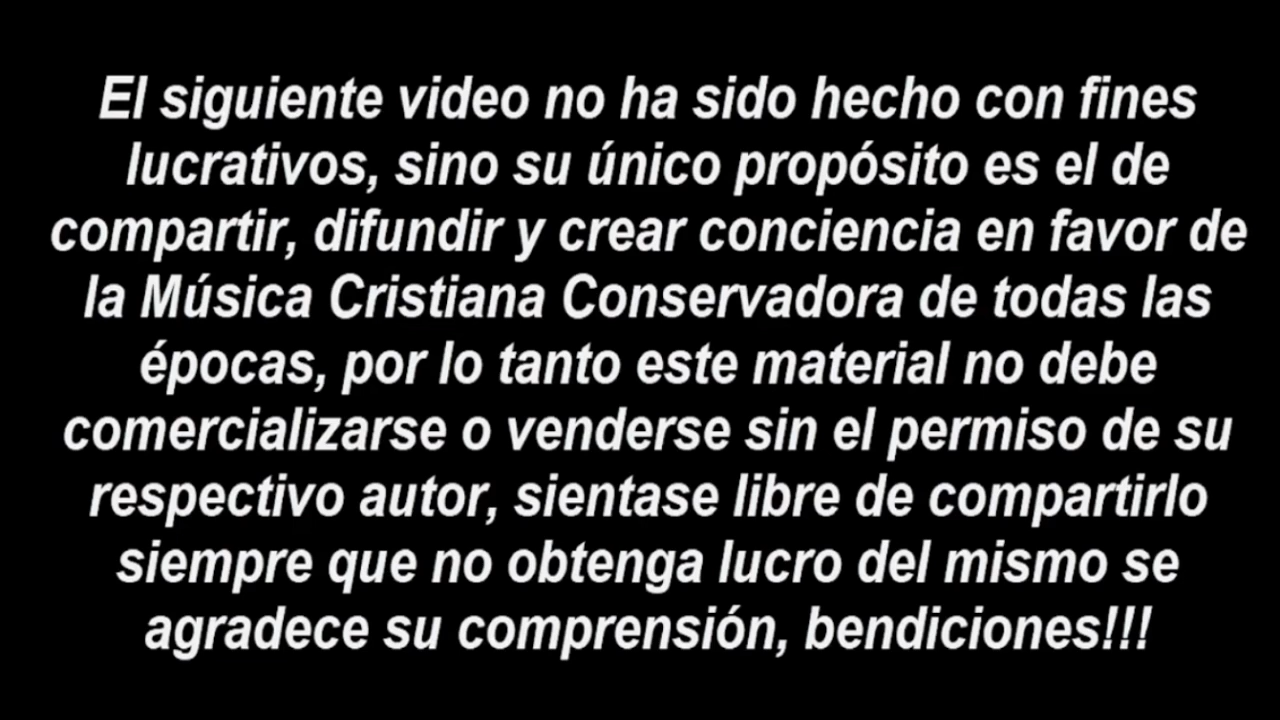 El siguiente video no ha sido hecho con fines
lucrativos, sino su único propósito es el de
compartir, difundir y crear conciencia en favor de
la Música Cristiana Conservadora de todas las
épocas, por lo tanto este material no debe
comercializarse o venderse sin el permiso de su
respectivo autor, sientase libre de compartirlo
siempre que no obtenga lucro del mismo se
agradece su comprensión, bendiciones!!!